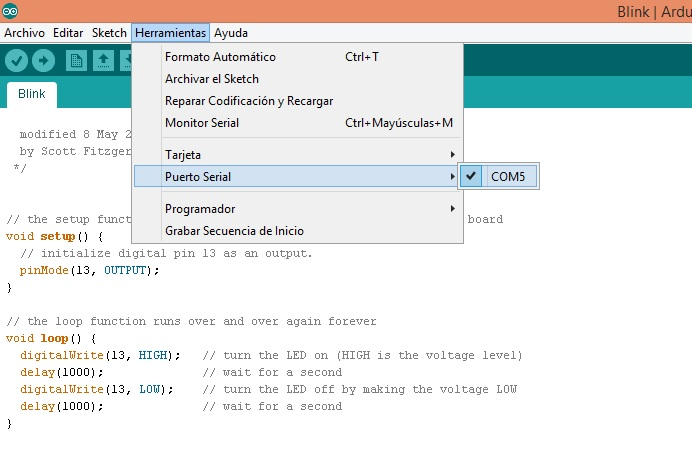 Blink | Ardu
Archivo Editar Sketch Herramientas Ayuda
Formato Automático Ctrl+T
Archivar el Sketch
Reparar Codificación y Recargar
Monitor Serial Ctrl+Mayúsculas+M
Tarjeta
Puerto Serial
COM5
Programador
Grabar Secuencia de Inicio
Blink
modified 8 May 2
by Scott Fitzger
*/
// the setup funct board
void setup() {
// initialize digital pin 13 as an output.
pinMode(13, OUTPUT);
}
// the loop function runs over and over again forever
void loop() {
digitalWrite(13, HIGH); // turn the LED on (HIGH is the voltage level)
delay(1000); // wait for a second
digitalWrite(13, LOW); // turn the LED off by making the voltage LOW
delay(1000); // wait for a second
}